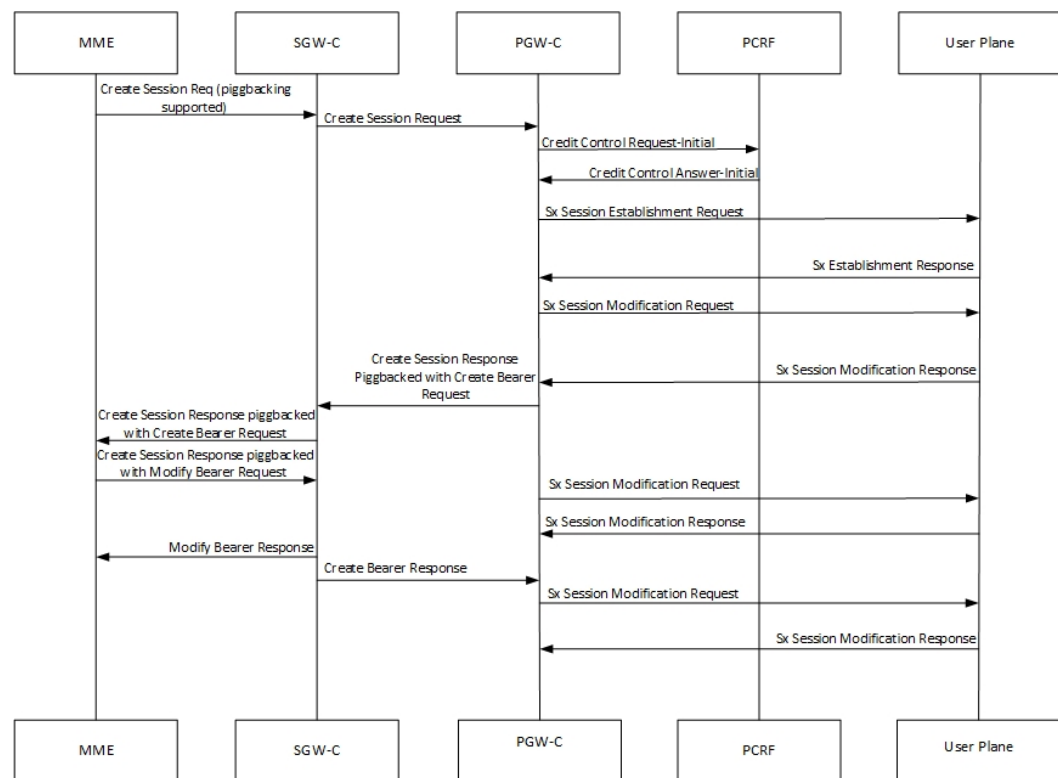 MME
SGW-C
PGW-C
PCRF
User Plane
Create Session Req (piggbacking
supported)
Create Session Request
Credit Control Request-Initial
Credit Control Answer-Initial
Sx Session Establishment Request
Sx Establishment Response
Sx Session Modification Request
Create Session Response
Piggbacked with Create Bearer
Request
Sx Session Modification Response
Create Session Response piggbacked
with Create Bearer Request
Create Session Response piggbacked
with Modify Bearer Request
Sx Session Modification Request
Sx Session Modification Response
Modify Bearer Response
Create Bearer Response
Sx Session Modification Request
Sx Session Modification Response
MME
SGW-C
PGW-C
PCRF
User Plane